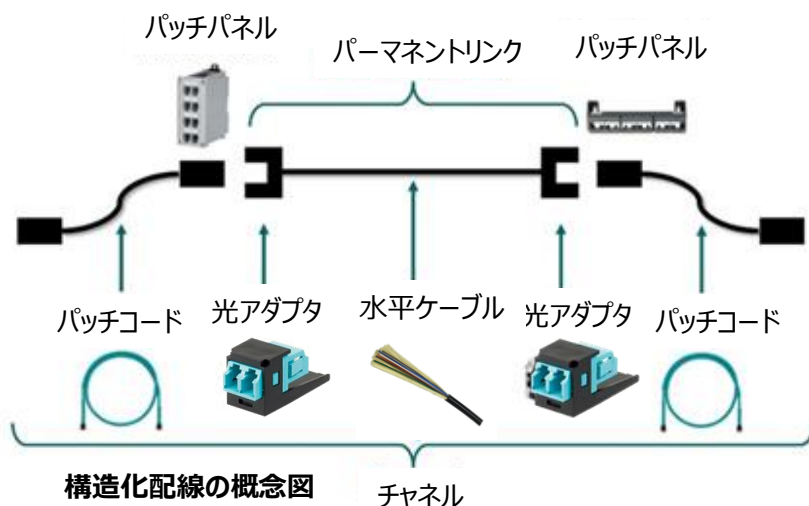 パッチパネル
パーマネントリンク
パッチパネル
パッチコード
光アダプタ
水平ケーブル
光アダプタ
パッチコード
構造化配線の概念図
チャネル